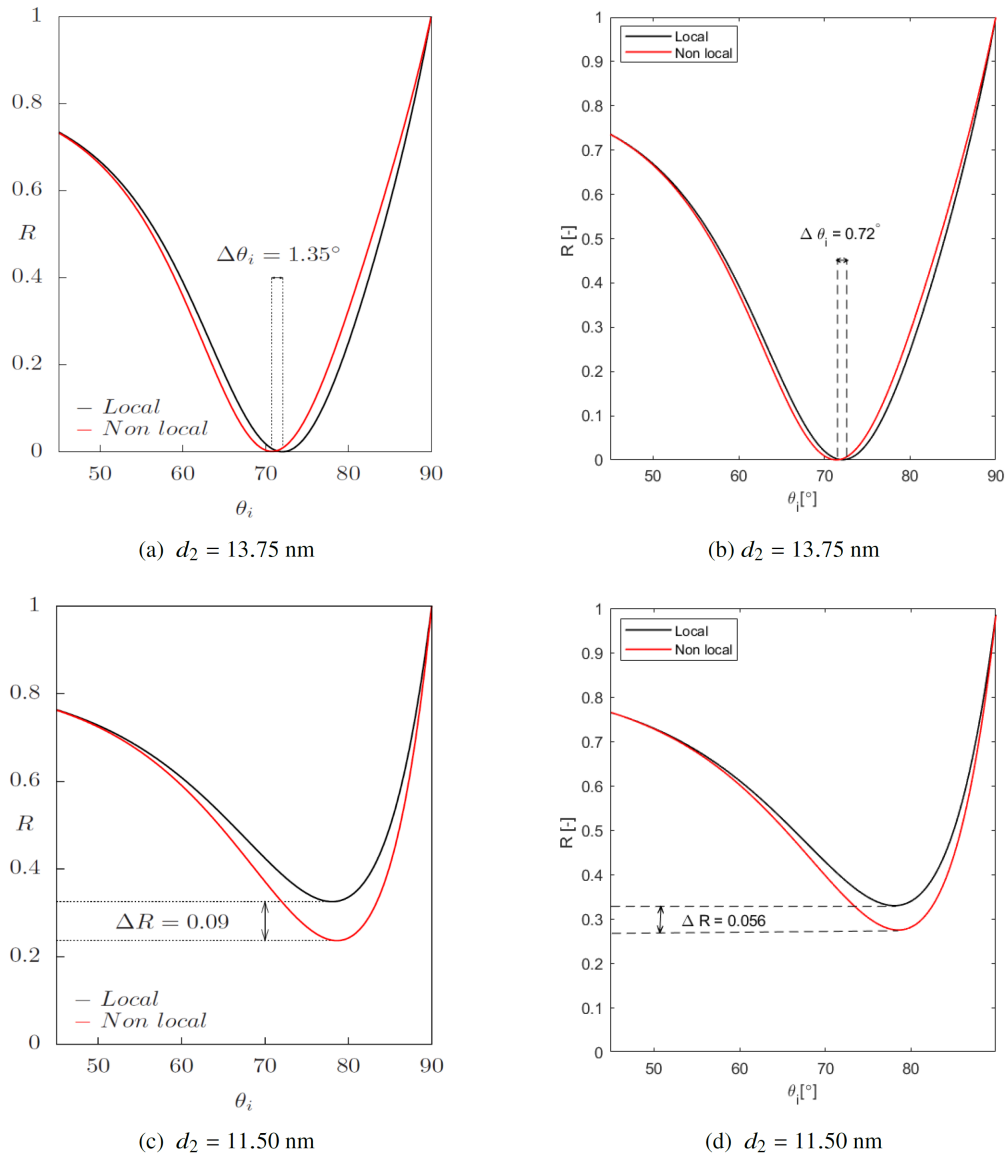 1
0.8
0.6
R
0.4
0.2
0
Δθi = 1.35°
— Local
— Non local
50 60 70 80 90
θi
(a) d2 = 13.75 nm
1
0.9
0.8
0.7
0.6
0.5
0.4
0.3
0.2
0.1
0
R [-]
Local
Non local
Δ θi = 0.72°
50 60 70 80 90
θi[°]
(b) d2 = 13.75 nm
1
0.8
0.6
R
0.4
0.2
0
ΔR = 0.09
— Local
— Non local
50 60 70 80 90
θi
(c) d2 = 11.50 nm
1
0.9
0.8
0.7
0.6
0.5
0.4
0.3
0.2
0.1
0
R [-]
Local
Non local
Δ R = 0.056
50 60 70 80 90
θi[°]
(d) d2 = 11.50 nm